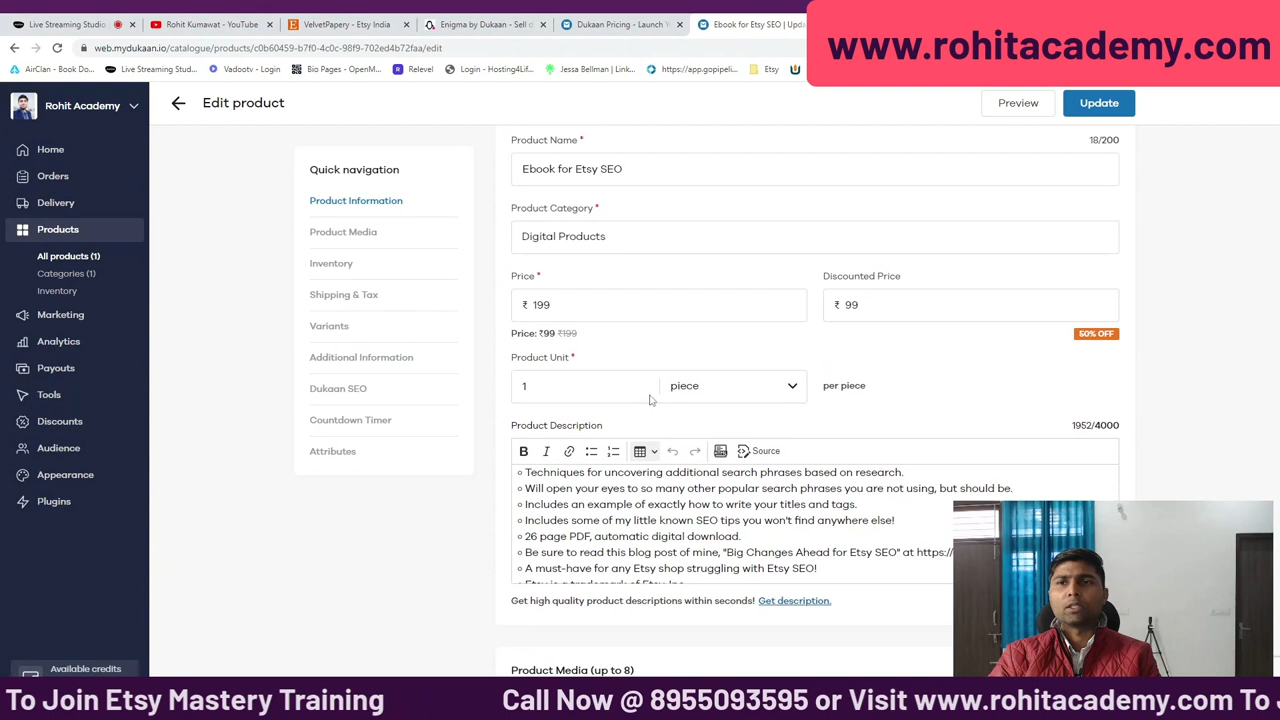 Live Streaming Stud
Rohit Kumawat - YouTube
VelvetPapery - Etsy India
Enigma by Dukaan - Sell d
Dukaan Pricing - Launch Y
Ebook for Etsy SEO | Upda
www.rohitacademy.com
web.mydukaan.io/catalogue/products/c0b60459-b7f0-4c0c-98f9-702ed4b72faa/edit
AirClan - Book Do...
Live Streaming Stud...
Vadootv - Login
Bio Pages - OpenM...
Relevel
Login - Hosting4Life...
Jessa Bellman | Link...
https://app.gopipeli...
Etsy
Rohit Academy
Edit product
Preview
Update
Home
Orders
Delivery
Products
All products (1)
Categories (1)
Inventory
Marketing
Analytics
Payouts
Tools
Discounts
Audience
Appearance
Plugins
Available credits
Quick navigation
Product Information
Product Media
Inventory
Shipping & Tax
Variants
Additional Information
Dukaan SEO
Countdown Timer
Attributes
Product Name *
18/200
Ebook for Etsy SEO
Product Category *
Digital Products
Price *
Discounted Price
₹ 199
₹ 99
Price: ₹99 ₹199
50% OFF
Product Unit *
1
piece
per piece
Product Description
1952/4000
B I
Source
Techniques for uncovering additional search phrases based on research.
Will open your eyes to so many other popular search phrases you are not using, but should be.
Includes an example of exactly how to write your titles and tags.
Includes some of my little known SEO tips you won't find anywhere else!
26 page PDF, automatic digital download.
Be sure to read this blog post of mine, "Big Changes Ahead for Etsy SEO" at https:/
A must-have for any Etsy shop struggling with Etsy SEO!
Etsy is a trademark of Etsy, Inc.
Get high quality product descriptions within seconds! Get description.
Product Media (up to 8)
To Join Etsy Mastery Training
Call Now @ 8955093595 or Visit www.rohitacademy.com To J